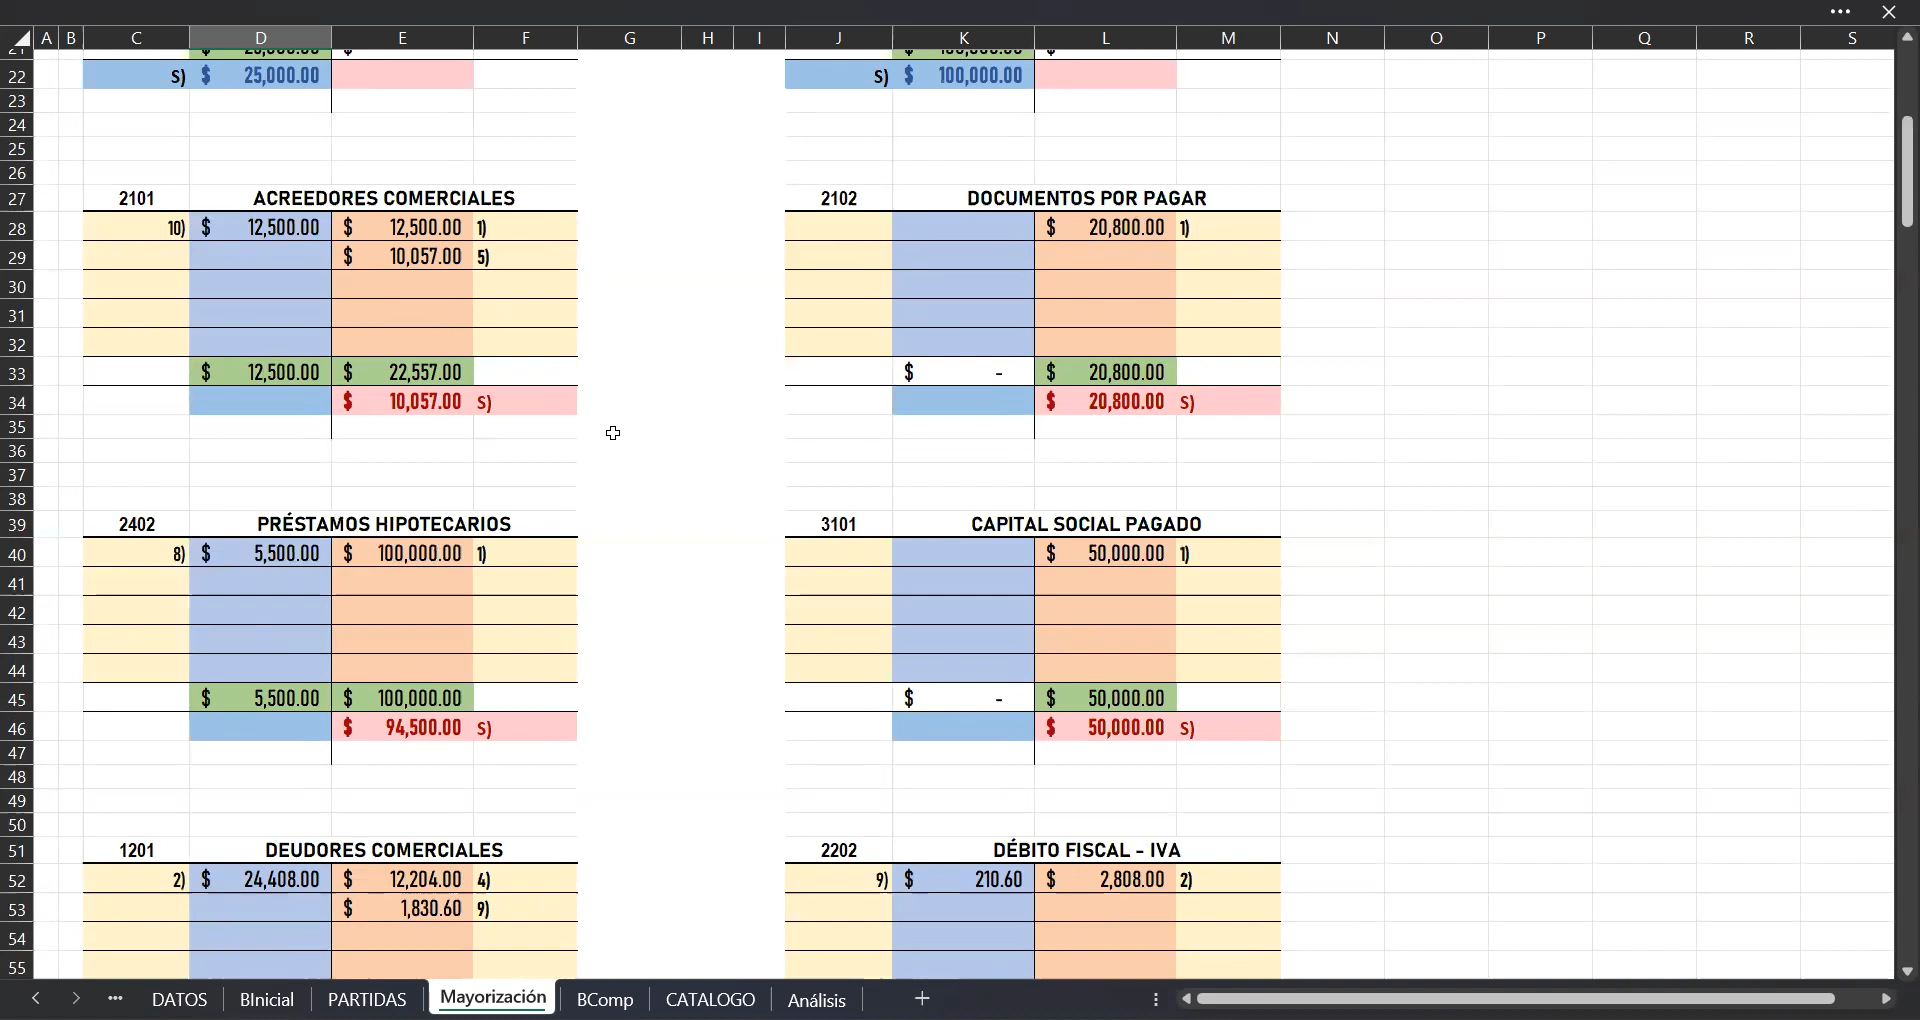 A B C D E F G H I J K L M N O P Q R S
22 S) $ 25,000.00 S) $ 100,000.00
23
24
25
26
27 2101 ACREEDORES COMERCIALES 2102 DOCUMENTOS POR PAGAR
28 10) $ 12,500.00 $ 12,500.00 1) $ 20,800.00 1)
29 $ 10,057.00 5)
30
31
32
33 $ 12,500.00 $ 22,557.00 $ - $ 20,800.00
34 $ 10,057.00 S) $ 20,800.00 S)
35
36
37
38
39 2402 PRÉSTAMOS HIPOTECARIOS 3101 CAPITAL SOCIAL PAGADO
40 8) $ 5,500.00 $ 100,000.00 1) $ 50,000.00 1)
41
42
43
44
45 $ 5,500.00 $ 100,000.00 $ - $ 50,000.00
46 $ 94,500.00 S) $ 50,000.00 S)
47
48
49
50
51 1201 DEUDORES COMERCIALES 2202 DÉBITO FISCAL - IVA
52 2) $ 24,408.00 $ 12,204.00 4) 9) $ 210.60 $ 2,808.00 2)
53 $ 1,830.60 9)
54
55
DATOS BInicial PARTIDAS Mayorización BComp CATALOGO Análisis